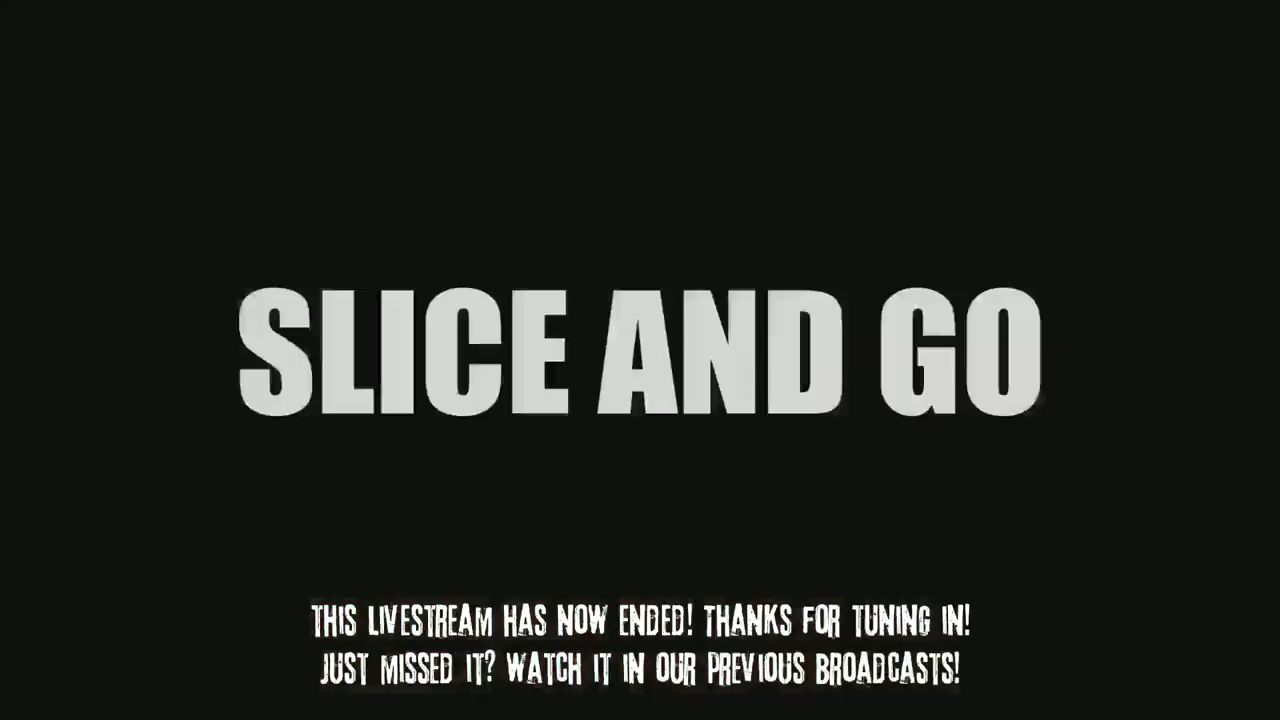 SLICE AND GO
THIS LIVESTREAM HAS NOW ENDED! THANKS FOR TUNING IN!
JUST MISSED IT? WATCH IT IN OUR PREVIOUS BROADCASTS!